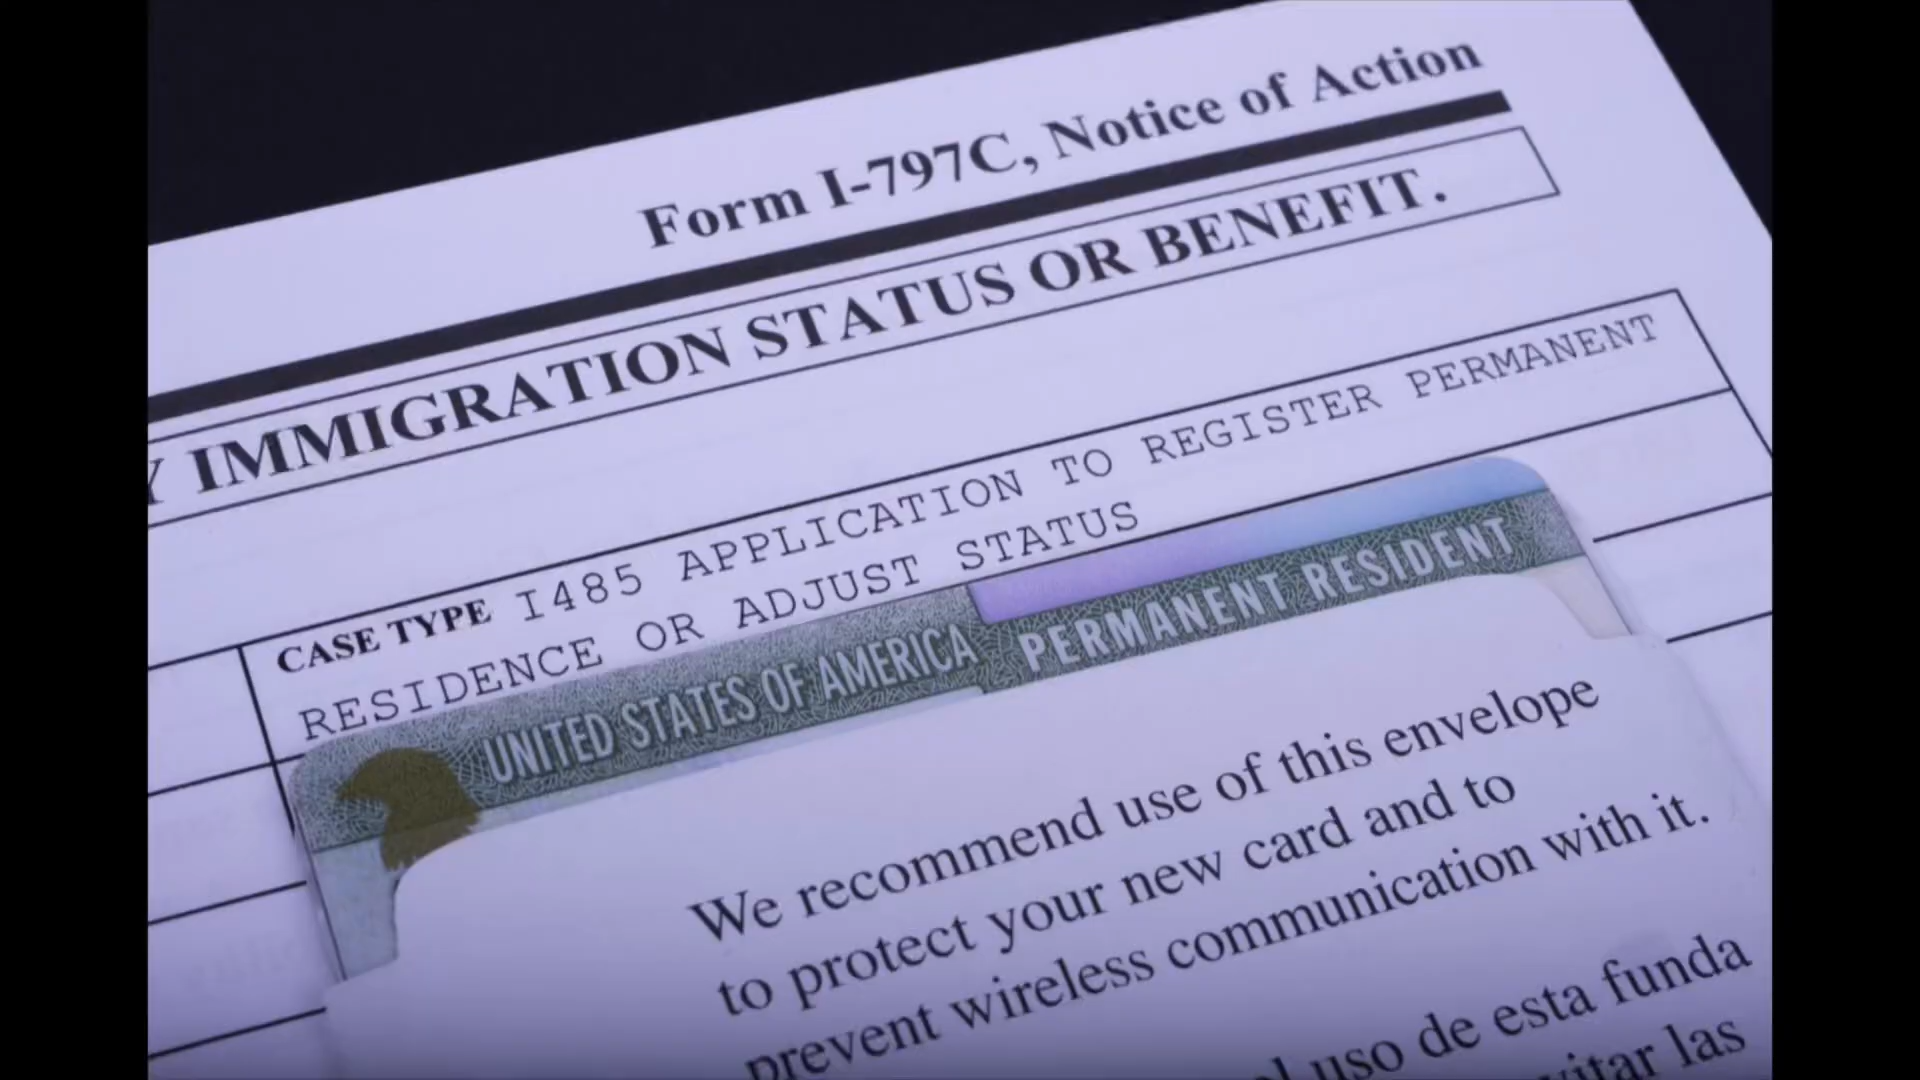 Form I-797C, Notice of Action
IMMIGRATION STATUS OR BENEFIT.
CASE TYPE I485 APPLICATION TO REGISTER PERMANENT
RESIDENCE OR ADJUST STATUS
UNITED STATES OF AMERICA PERMANENT RESIDENT
We recommend use of this envelope
to protect your new card and to
prevent wireless communication with it.
uso de esta funda
las